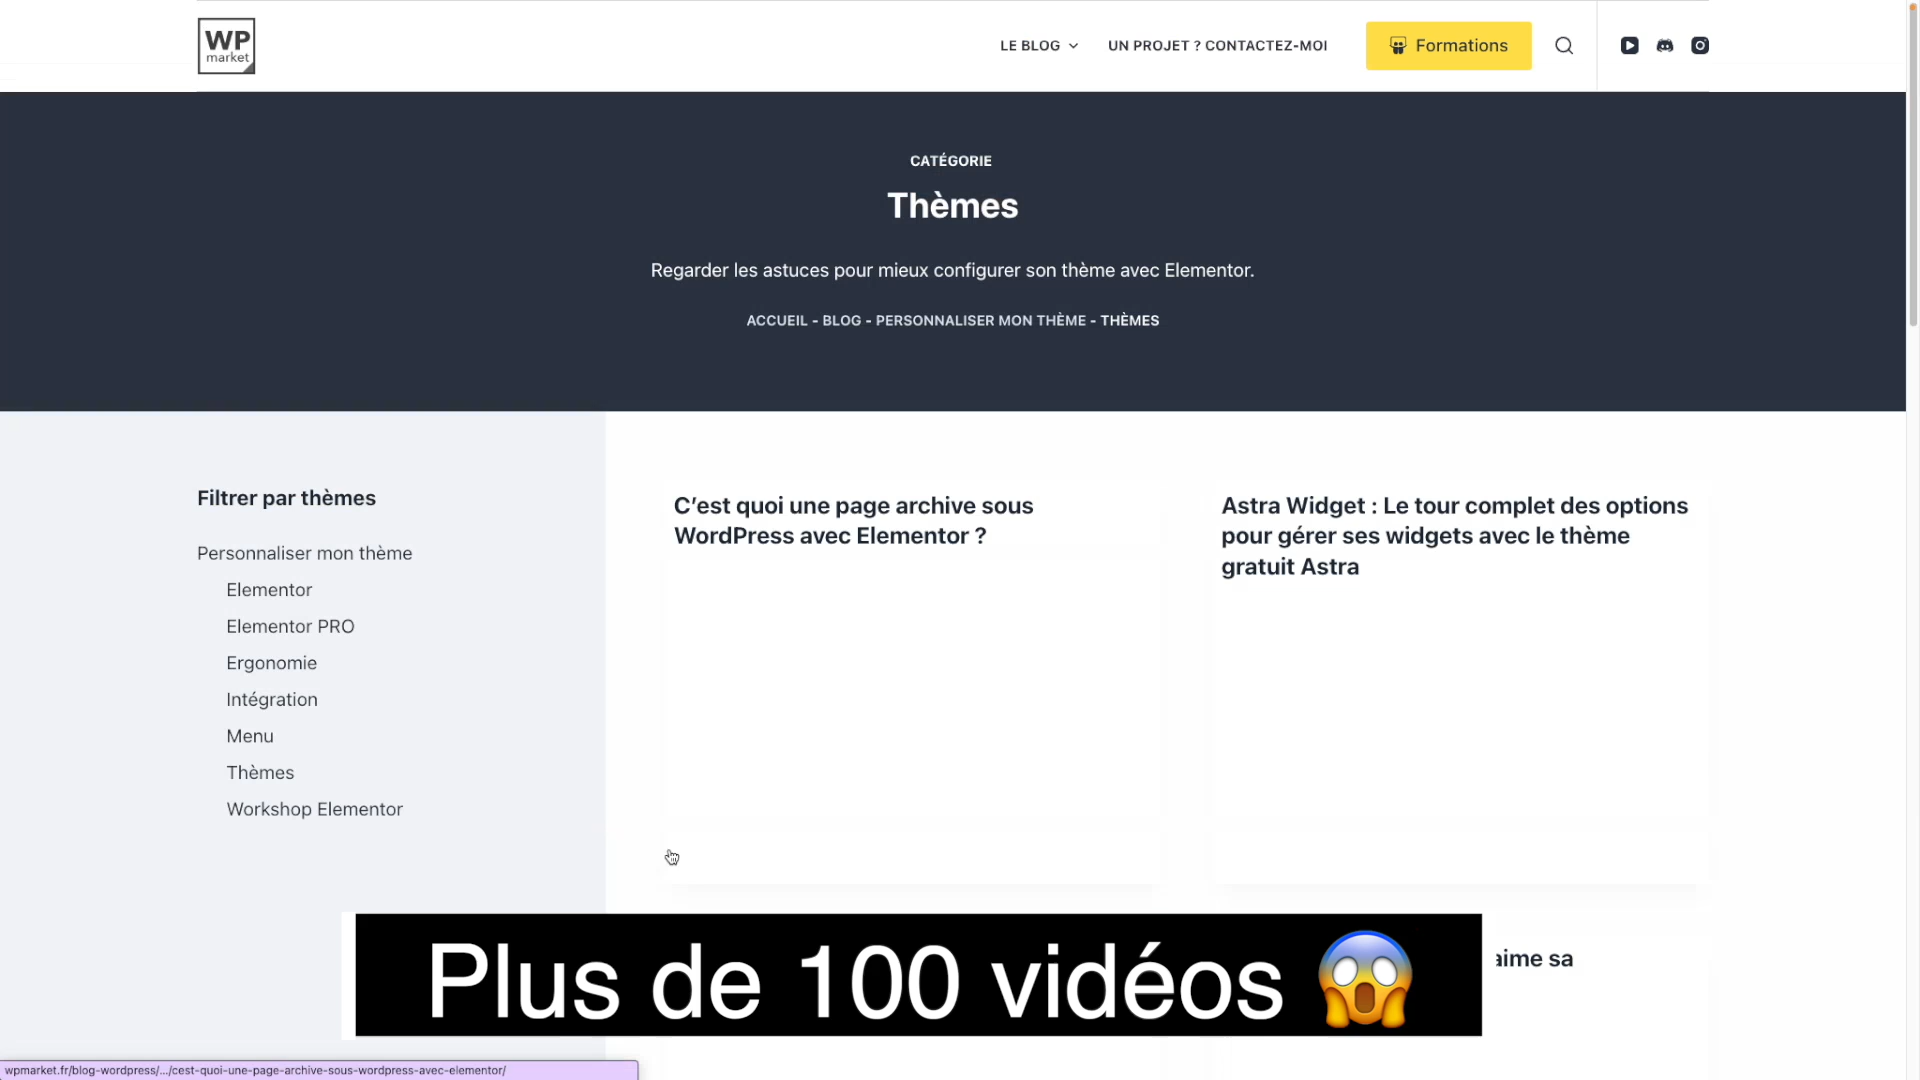 WP
market
LE BLOG
UN PROJET ? CONTACTEZ-MOI
Formations
CATÉGORIE
Thèmes
Regarder les astuces pour mieux configurer son thème avec Elementor.
ACCUEIL - BLOG - PERSONNALISER MON THÈME - THÈMES
Filtrer par thèmes
Personnaliser mon thème
Elementor
Elementor PRO
Ergonomie
Intégration
Menu
Thèmes
Workshop Elementor
C’est quoi une page archive sous
WordPress avec Elementor ?
Astra Widget : Le tour complet des options
pour gérer ses widgets avec le thème
gratuit Astra
aime sa
Plus de 100 vidéos 😱
wpmarket.fr/blog-wordpress/.../cest-quoi-une-page-archive-sous-wordpress-avec-elementor/